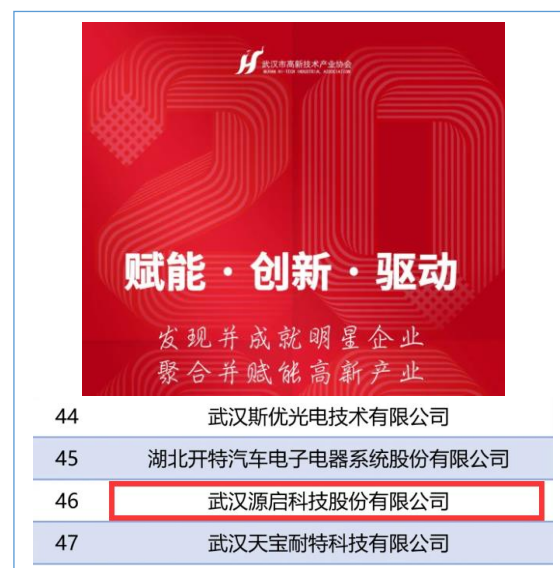 武汉市高新技术产业协会
WUHAN HI-TECH INDUSTRIAL ASSOCIATION
20
赋能·创新·驱动
发现并成就明星企业
聚合并赋能高新产业
44 武汉斯优光电技术有限公司
45 湖北开特汽车电子电器系统股份有限公司
46 武汉源启科技股份有限公司
47 武汉天宝耐特科技有限公司